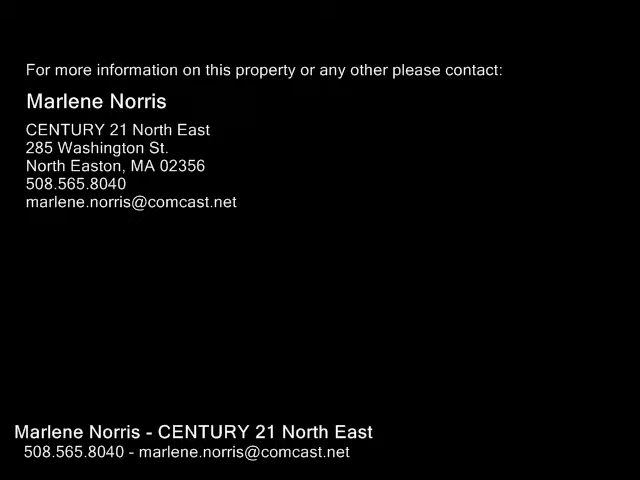 For more information on this property or any other please contact:
Marlene Norris
CENTURY 21 North East
285 Washington St.
North Easton, MA 02356
508.565.8040
marlene.norris@comcast.net
Marlene Norris - CENTURY 21 North East
508.565.8040 - marlene.norris@comcast.net